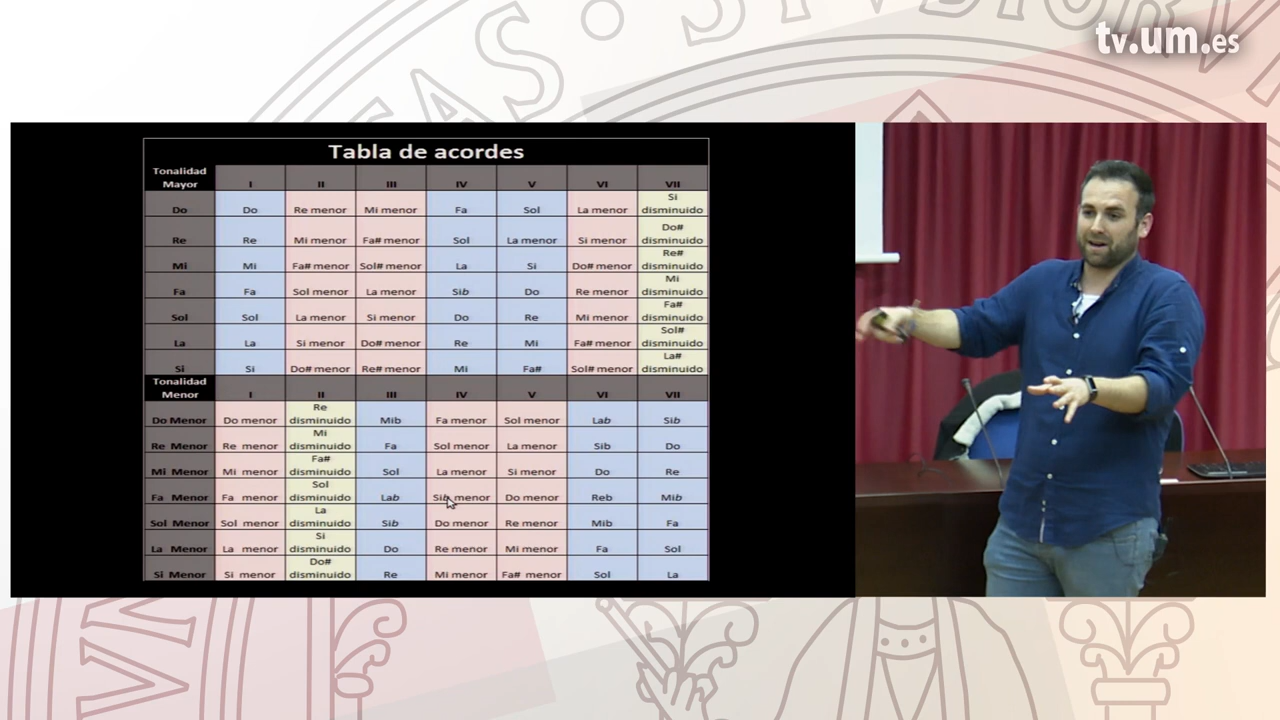 tv.um.es
Tabla de acordes
Tonalidad
Mayor I II III IV V VI VII
Do Do Re menor Mi menor Fa Sol La menor Si disminuido
Re Re Mi menor Fa# menor Sol La menor Si menor Do# disminuido
Mi Mi Fa# menor Sol# menor La Si Do# menor Re# disminuido
Fa Fa Sol menor La menor Sib Do Re menor Mi disminuido
Sol Sol La menor Si menor Do Re Mi menor Fa# disminuido
La La Si menor Do# menor Re Mi Fa# menor Sol# disminuido
Si Si Do# menor Re# menor Mi Fa# Sol# menor La# disminuido
Tonalidad
Menor I II III IV V VI VII
Do Menor Do menor Re disminuido Mib Fa menor Sol menor Lab Sib
Re Menor Re menor Mi disminuido Fa Sol menor La menor Sib Do
Mi Menor Mi menor Fa# disminuido Sol La menor Si menor Do Re
Fa Menor Fa menor Sol disminuido Lab Sib menor Do menor Reb Mib
Sol Menor Sol menor La disminuido Sib Do menor Re menor Mib Fa
La Menor La menor Si disminuido Do Re menor Mi menor Fa Sol
Si Menor Si menor Do# disminuido Re Mi menor Fa# menor Sol La